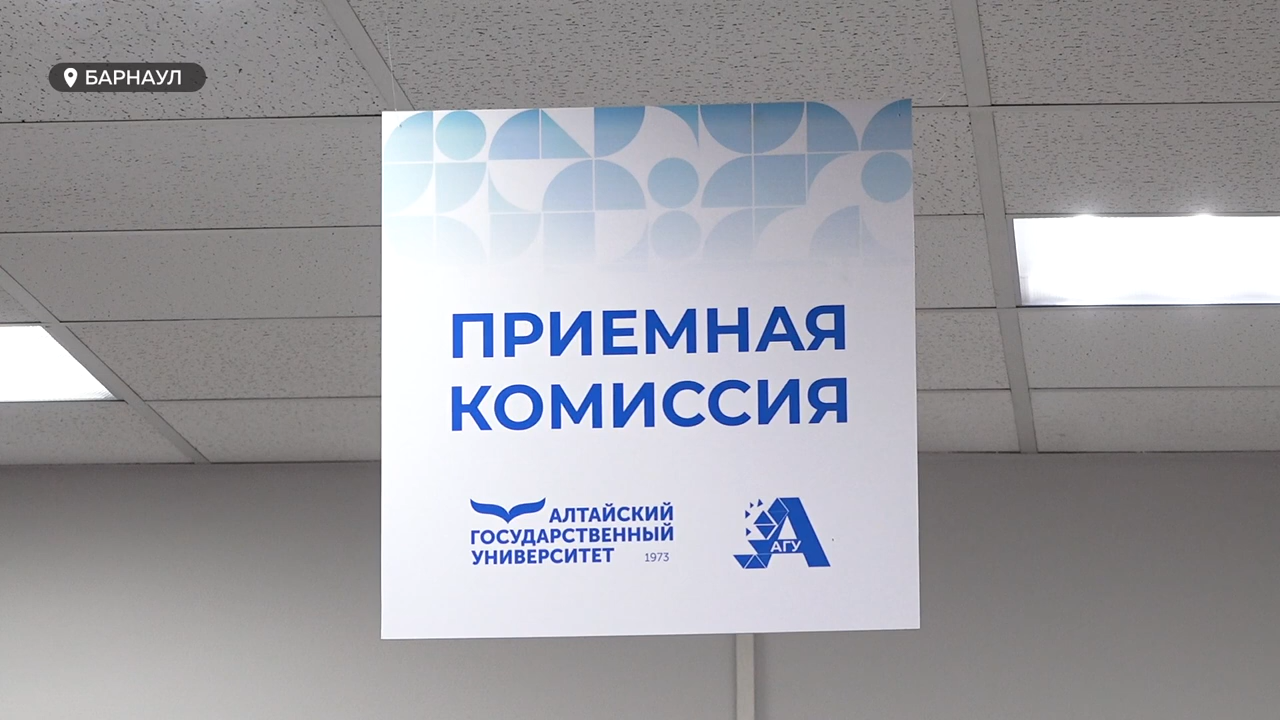 БАРНАУЛ
ПРИЕМНАЯ
КОМИССИЯ
АЛТАЙСКИЙ
ГОСУДАРСТВЕННЫЙ
УНИВЕРСИТЕТ 1973
АГУ